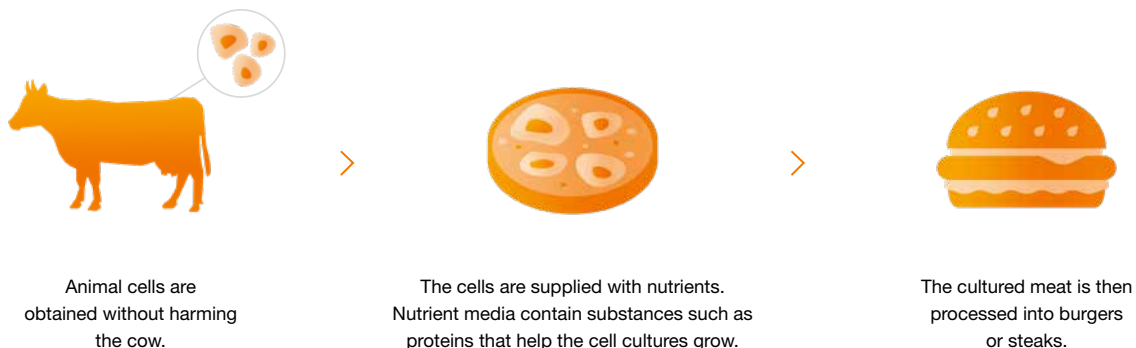 Animal cells are
obtained without harming
the cow.
The cells are supplied with nutrients.
Nutrient media contain substances such as
proteins that help the cell cultures grow.
The cultured meat is then
processed into burgers
or steaks.